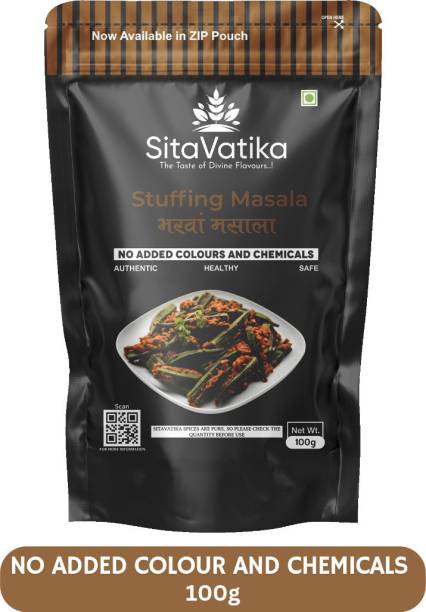 OPEN HERE
Now Available in ZIP Pouch
SitaVatika
The Taste of Divine Flavours..!
Stuffing Masala
भरवां मसाला
NO ADDED COLOURS AND CHEMICALS
AUTHENTIC HEALTHY SAFE
Scan
FOR MORE INFORMATION
SITAVATIKA SPICES ARE PURE, SO PLEASE CHECK THE
QUANTITY BEFORE USE
Net Wt.
100g
NO ADDED COLOUR AND CHEMICALS
100g